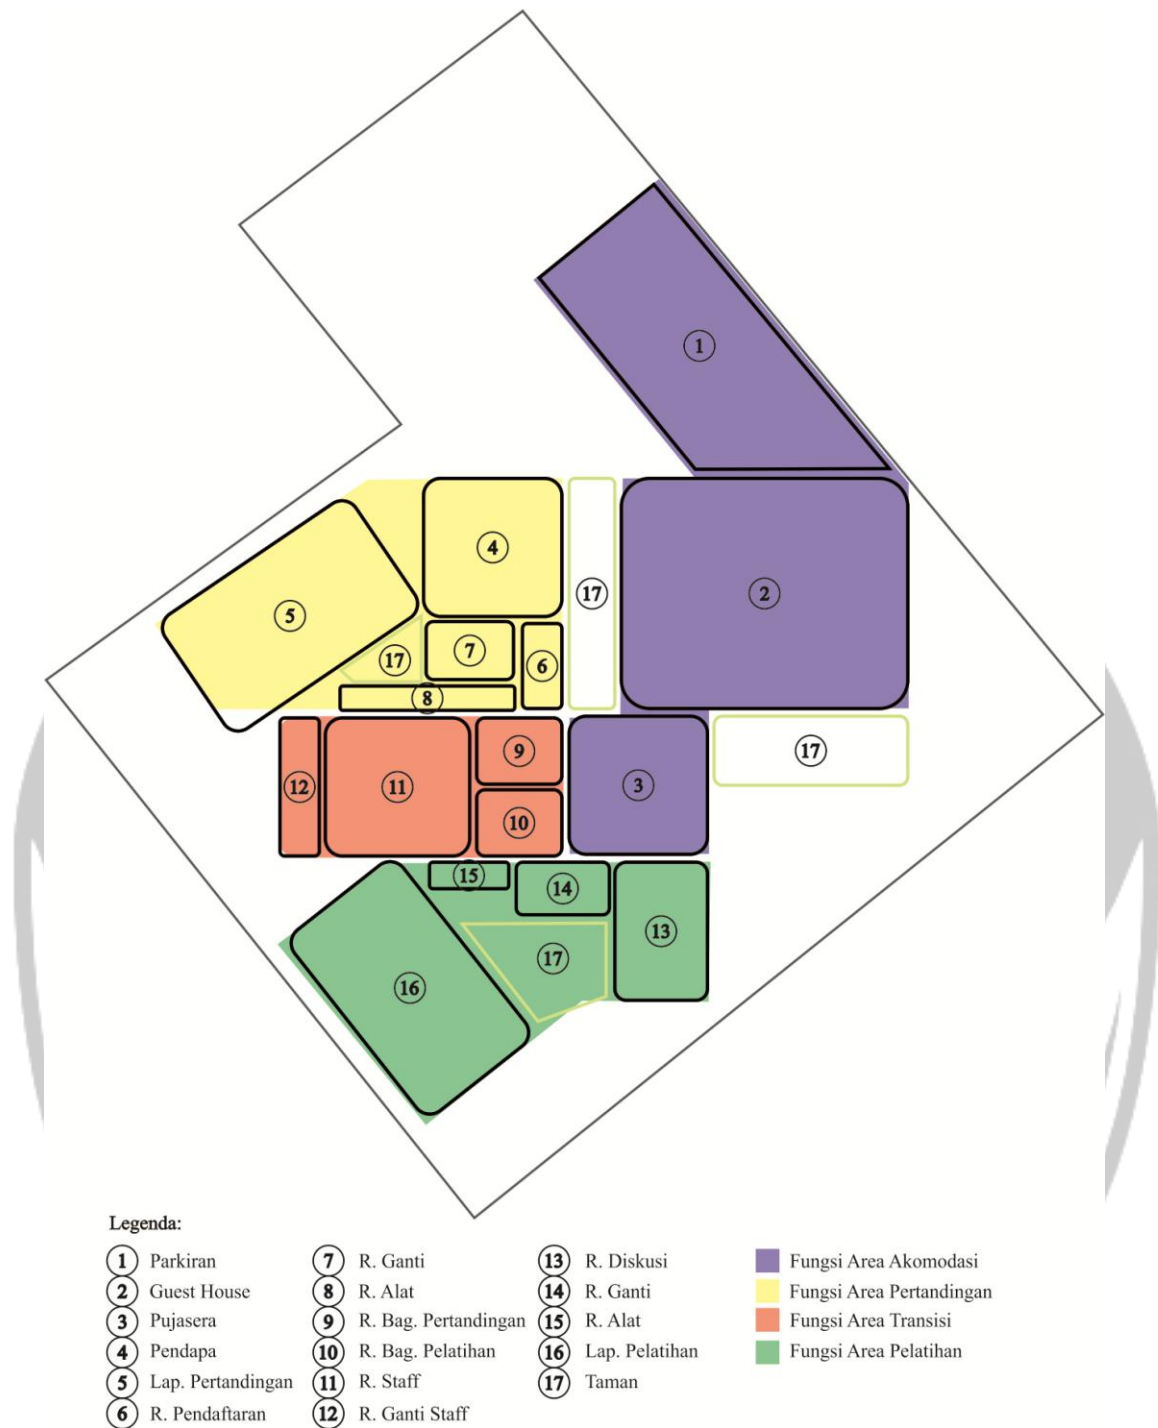 1
4
2
5
17
7
17
6
8
9
17
12
11
3
10
15
14
13
17
16
Legenda:
1 Parkiran
2 Guest House
3 Pujasera
4 Pendapa
5 Lap. Pertandingan
6 R. Pendaftaran
7 R. Ganti
8 R. Alat
9 R. Bag. Pertandingan
10 R. Bag. Pelatihan
11 R. Staff
12 R. Ganti Staff
13 R. Diskusi
14 R. Ganti
15 R. Alat
16 Lap. Pelatihan
17 Taman
Fungsi Area Akomodasi
Fungsi Area Pertandingan
Fungsi Area Transisi
Fungsi Area Pelatihan